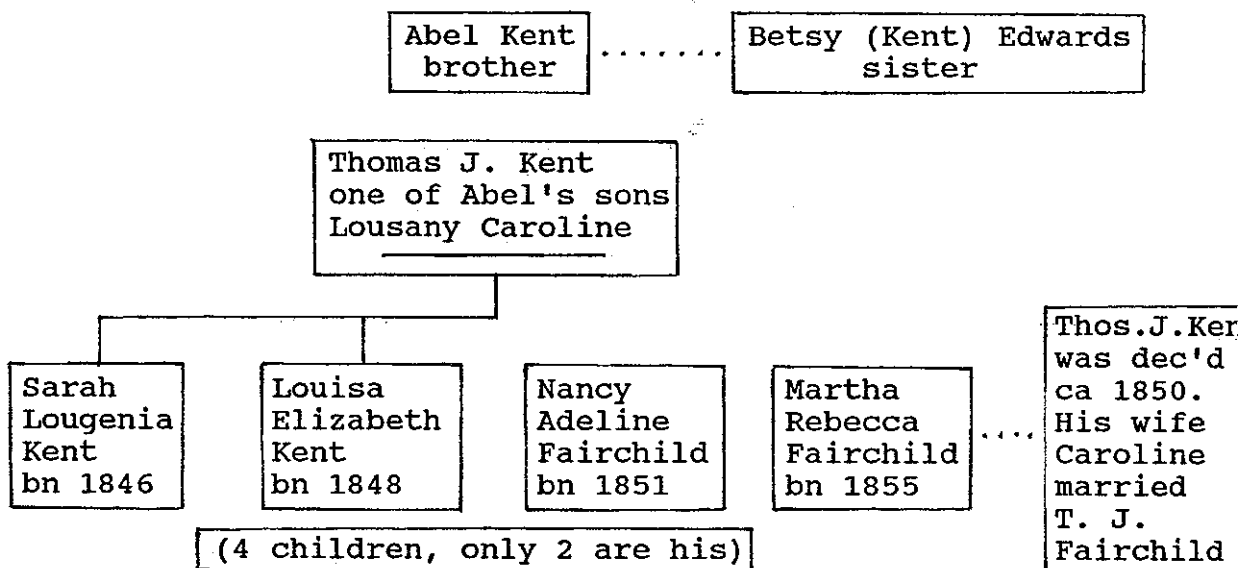 Abel Kent
brother
Betsy (Kent) Edwards
sister
Thomas J. Kent
one of Abel's sons
Lousany Caroline
Sarah
Lougenia
Kent
bn 1846
Louisa
Elizabeth
Kent
bn 1848
Nancy
Adeline
Fairchild
bn 1851
Martha
Rebecca
Fairchild
bn 1855
Thos.J.Ken
was dec'd
ca 1850.
His wife
Caroline
married
T. J.
Fairchild
(4 children, only 2 are his)